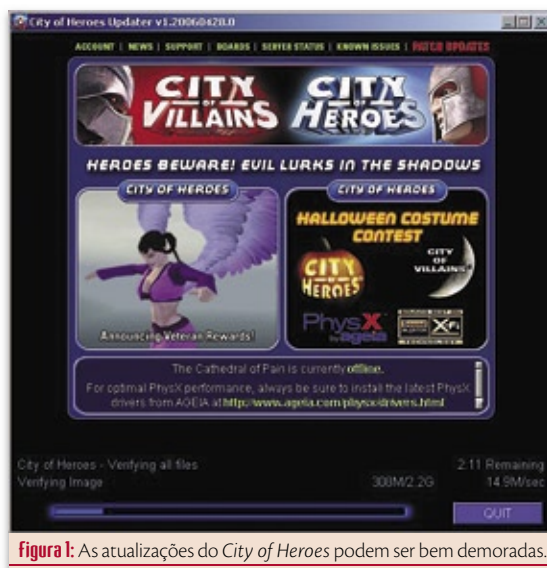 City of Heroes Updater v1.20060428.0
ACCOUNT | NEWS | SUPPORT | BOARDS | SERVER STATUS | KNOWN ISSUES | PATCH UPDATES
CITY OF VILLAINS
CITY OF HEROES
HEROES BEWARE! EVIL LURKS IN THE SHADOWS
CITY OF HEROES
Announcing Veteran Rewards!
CITY OF HEROES
HALLOWEEN COSTUME
CONTEST
CITY OF HEROES
CITY OF VILLAINS
PhysX
by ageia
X-Fi
The Cathedral of Pain is currently offline.
For optimal PhysX performance, always be sure to install the latest PhysX
drivers from AGEIA at http://www.ageia.com/physx/drivers.html
City of Heroes - Verifying all files
2:11 Remaining
Verifying Image
308M/2.2G
14.9M/sec
QUIT
Figura 1: As atualizações do City of Heroes podem ser bem demoradas.